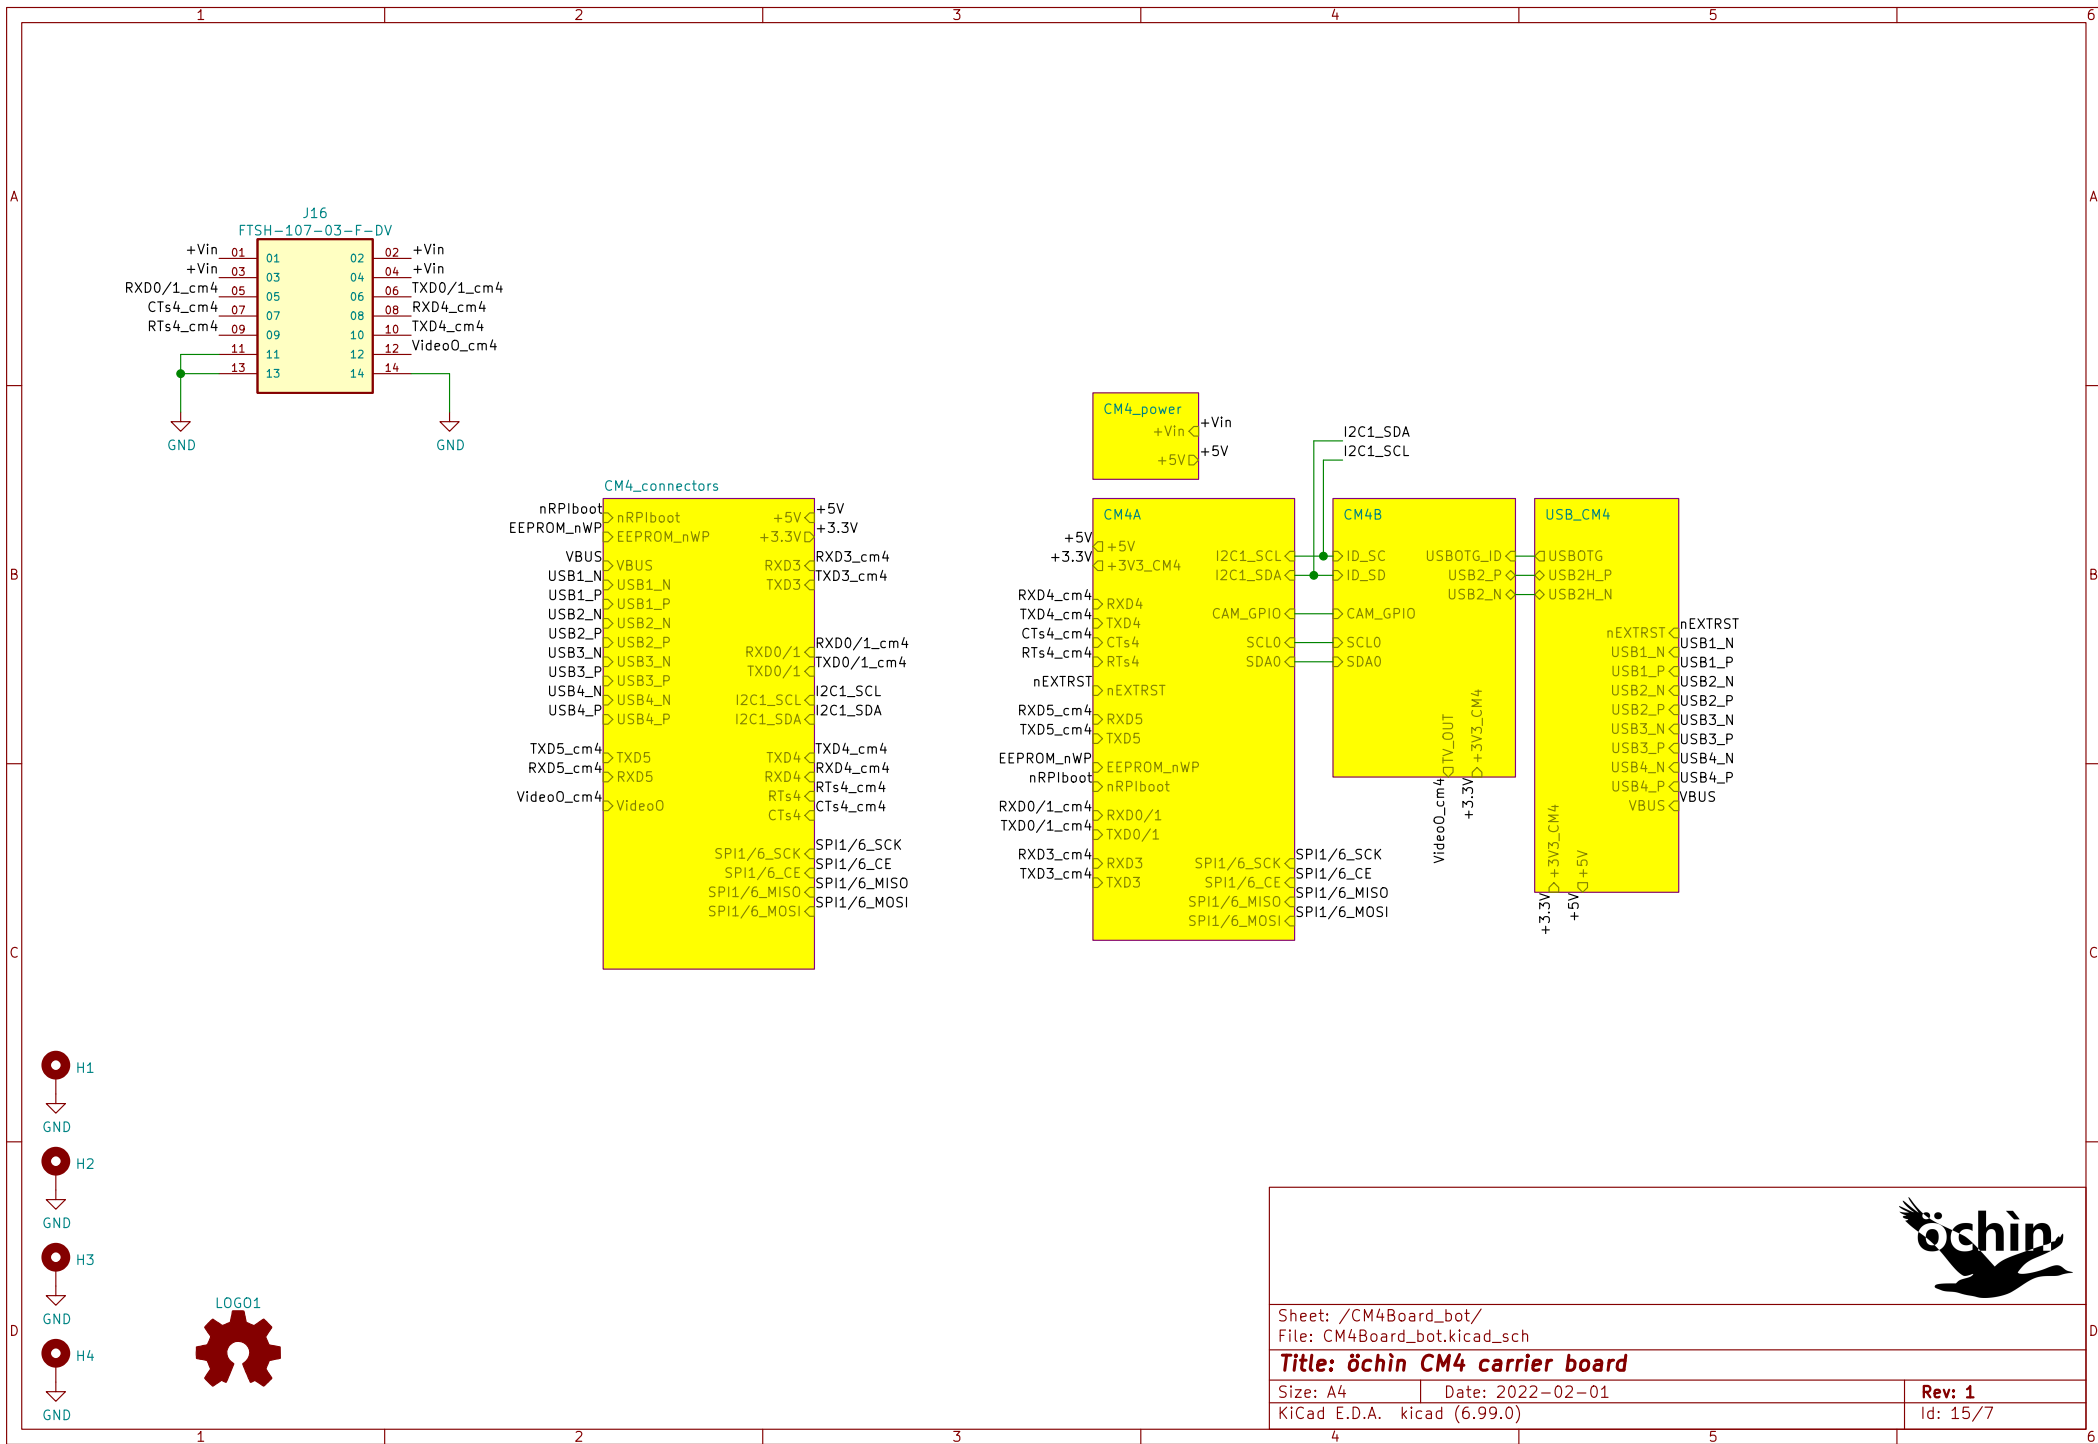 1 2 3 4 5 6
A A
J16
FTSH-107-03-F-DV
+Vin 01 01 02 02 +Vin
+Vin 03 03 04 04 +Vin
RXD0/1_cm4 05 05 06 06 TXD0/1_cm4
CTs4_cm4 07 07 08 08 RXD4_cm4
RTs4_cm4 09 09 10 10 TXD4_cm4
11 11 12 12 VideoO_cm4
13 13 14 14
GND GND
CM4_power
+Vin +Vin
+5V +5V
I2C1_SDA
I2C1_SCL
B B
CM4_connectors
nRPIboot nRPIboot
EEPROM_nWP EEPROM_nWP
VBUS VBUS
USB1_N USB1_N
USB1_P USB1_P
USB2_N USB2_N
USB2_P USB2_P
USB3_N USB3_N
USB3_P USB3_P
USB4_N USB4_N
USB4_P USB4_P
TXD5_cm4 TXD5
RXD5_cm4 RXD5
VideoO_cm4 VideoO
+5V +5V
+3.3V +3.3V
RXD3 RXD3_cm4
TXD3 TXD3_cm4
RXD0/1 RXD0/1_cm4
TXD0/1 TXD0/1_cm4
I2C1_SCL I2C1_SCL
I2C1_SDA I2C1_SDA
TXD4 TXD4_cm4
RXD4 RXD4_cm4
RTs4 RTs4_cm4
CTs4 CTs4_cm4
SPI1/6_SCK SPI1/6_SCK
SPI1/6_CE SPI1/6_CE
SPI1/6_MISO SPI1/6_MISO
SPI1/6_MOSI SPI1/6_MOSI
CM4A
+5V +5V
+3.3V +3V3_CM4
RXD4_cm4 RXD4
TXD4_cm4 TXD4
CTs4_cm4 CTs4
RTs4_cm4 RTs4
nEXTRST nEXTRST
RXD5_cm4 RXD5
TXD5_cm4 TXD5
EEPROM_nWP EEPROM_nWP
nRPIboot nRPIboot
RXD0/1_cm4 RXD0/1
TXD0/1_cm4 TXD0/1
RXD3_cm4 RXD3
TXD3_cm4 TXD3
I2C1_SCL
I2C1_SDA
CAM_GPIO
SCL0
SDA0
SPI1/6_SCK SPI1/6_SCK
SPI1/6_CE SPI1/6_CE
SPI1/6_MISO SPI1/6_MISO
SPI1/6_MOSI SPI1/6_MOSI
CM4B
ID_SC USBOTG_ID
ID_SD USB2_P
USB2_N
CAM_GPIO
SCL0
SDA0
TV_OUT +3V3_CM4
VideoO_cm4 +3.3V
USB_CM4
USBOTG
USB2H_P
USB2H_N
nEXTRST nEXTRST
USB1_N USB1_N
USB1_P USB1_P
USB2_N USB2_N
USB2_P USB2_P
USB3_N USB3_N
USB3_P USB3_P
USB4_N USB4_N
USB4_P USB4_P
VBUS VBUS
+3V3_CM4 +5V
+3.3V +5V
C C
H1
GND
H2
GND
H3
GND
H4
GND
LOGO1
D D
öchìn
Sheet: /CM4Board_bot/
File: CM4Board_bot.kicad_sch
Title: öchìn CM4 carrier board
Size: A4 Date: 2022-02-01 Rev: 1
KiCad E.D.A. kicad (6.99.0) Id: 15/7
1 2 3 4 5 6